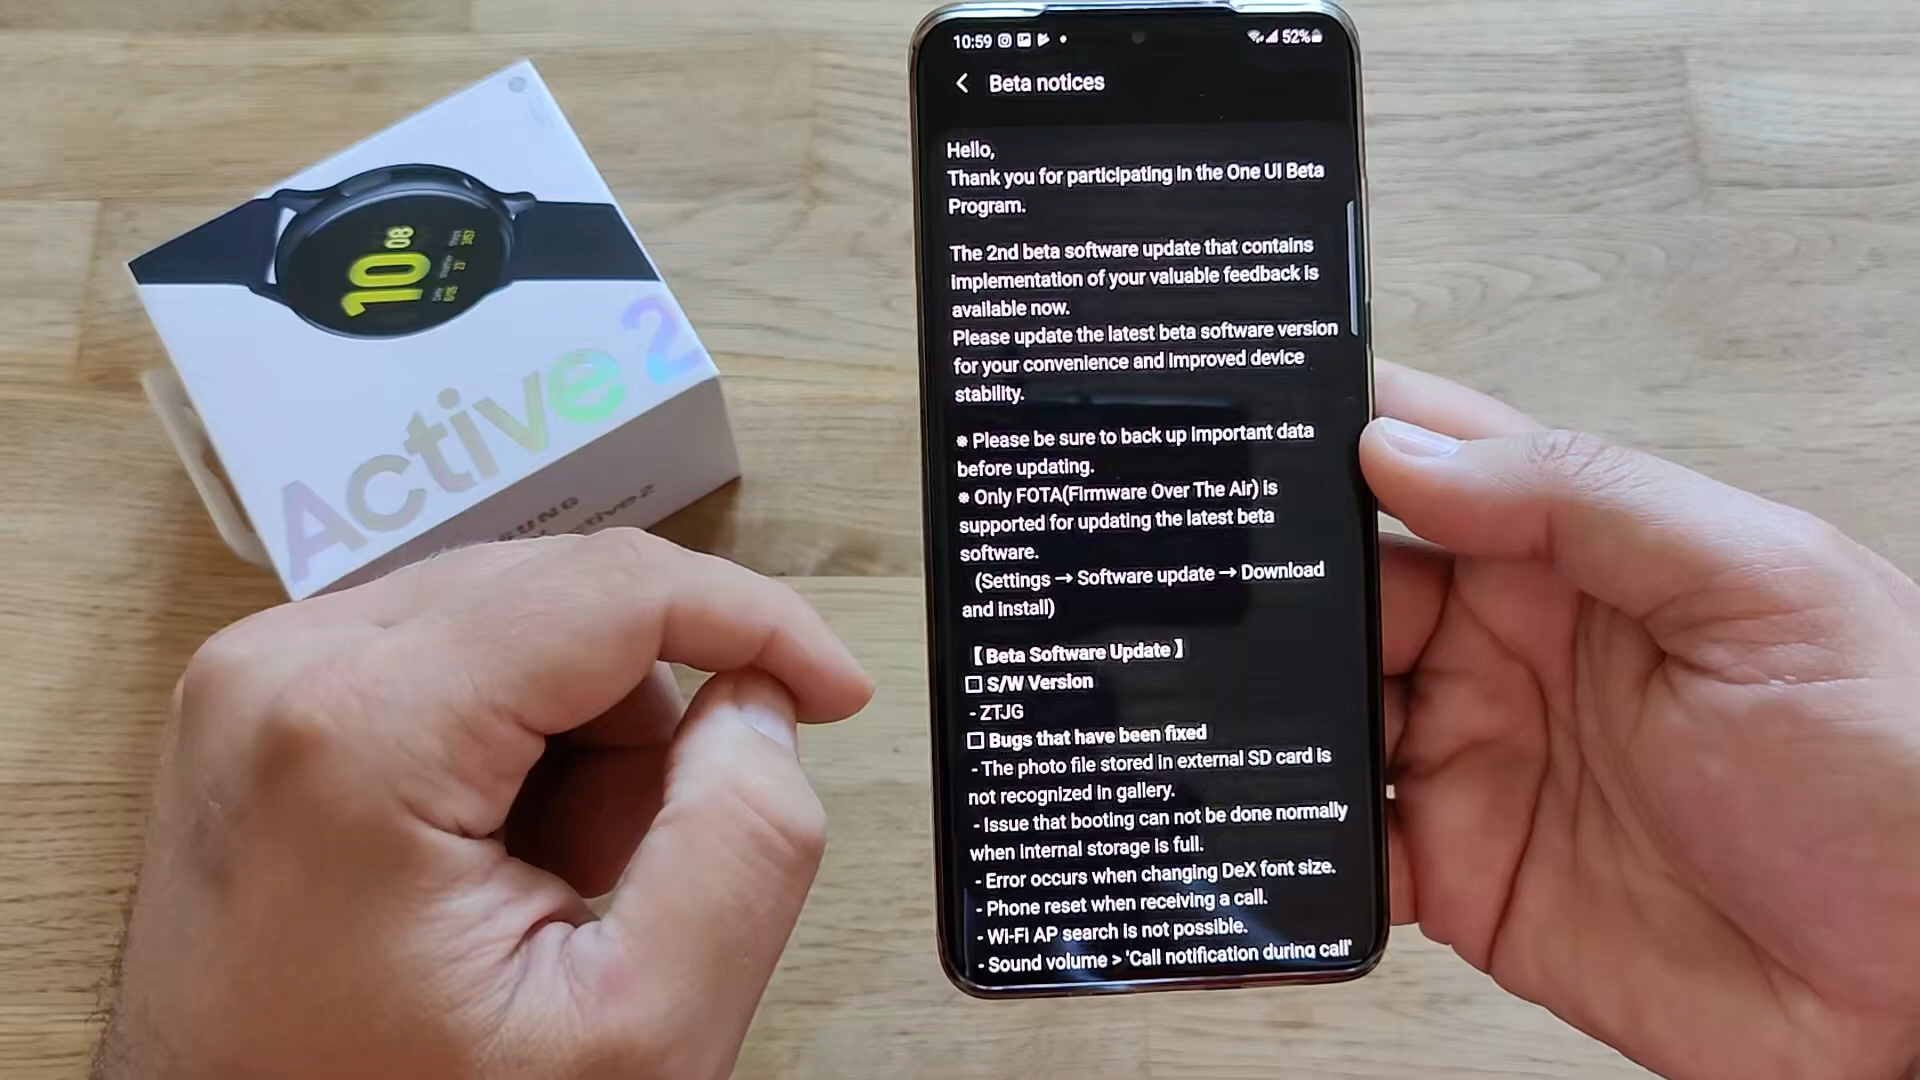 10:59
52%
Beta notices
Hello,
Thank you for participating in the One UI Beta
Program.
The 2nd beta software update that contains
implementation of your valuable feedback is
available now.
Please update the latest beta software version
for your convenience and improved device
stability.
※ Please be sure to back up important data
before updating.
※ Only FOTA(Firmware Over The Air) is
supported for updating the latest beta
software.
(Settings → Software update → Download
and install)
【 Beta Software Update 】
□ S/W Version
- ZTJG
□ Bugs that have been fixed
- The photo file stored in external SD card is
not recognized in gallery.
- Issue that booting can not be done normally
when internal storage is full.
- Error occurs when changing DeX font size.
- Phone reset when receiving a call.
- Wi-Fi AP search is not possible.
- Sound volume > 'Call notification during call'
10 08
Active 2
Active 2